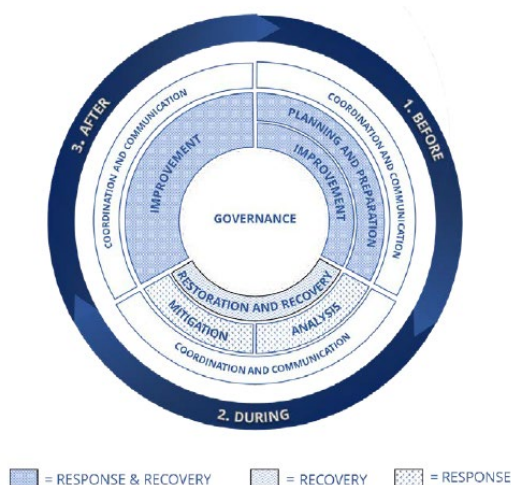 1. BEFORE
COORDINATION AND COMMUNICATION
PLANNING AND PREPARATION
IMPROVEMENT
3. AFTER
COORDINATION AND COMMUNICATION
IMPROVEMENT
GOVERNANCE
RESTORATION AND RECOVERY
MITIGATION
ANALYSIS
COORDINATION AND COMMUNICATION
2. DURING
= RESPONSE & RECOVERY
= RECOVERY
= RESPONSE